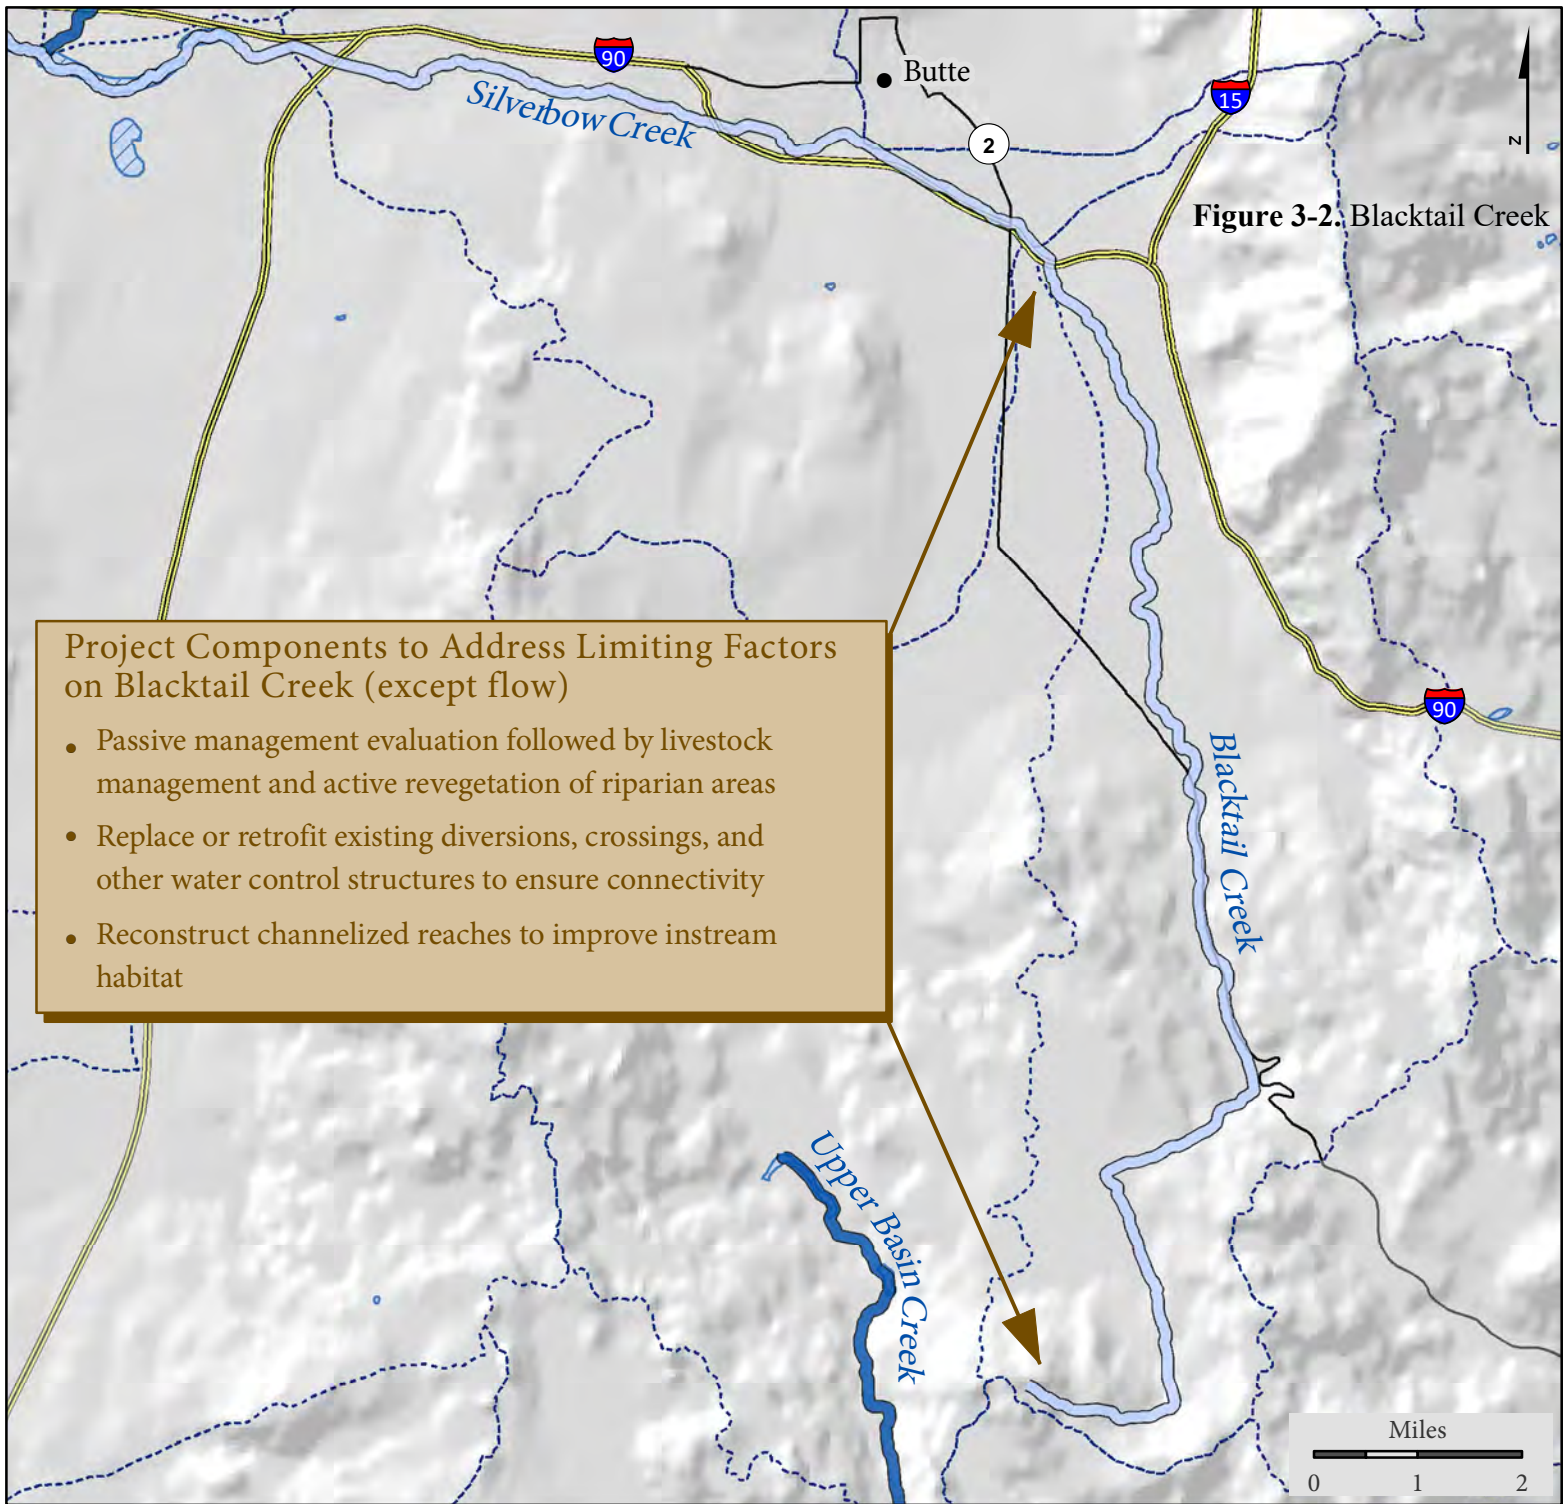 90
Silverbow Creek
Butte
15
2
N
Figure 3-2. Blacktail Creek
Project Components to Address Limiting Factors
on Blacktail Creek (except flow)
• Passive management evaluation followed by livestock
management and active revegetation of riparian areas
• Replace or retrofit existing diversions, crossings, and
other water control structures to ensure connectivity
• Reconstruct channelized reaches to improve instream
habitat
90
Blacktail Creek
Upper Basin Creek
Miles
0 1 2